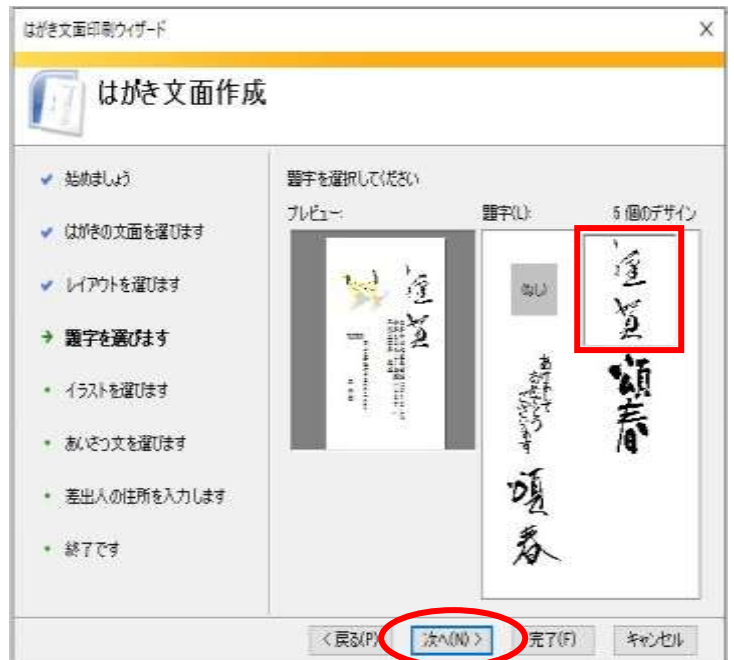 はがき文面印刷ウィザード
はがき文面作成
始めましょう
はがきの文面を選びます
レイアウトを選びます
題字を選びます
イラストを選びます
あいさつ文を選びます
差出人の住所を入力します
終了です
題字を選択してください
プレビュー:
謹賀
題字(L):
5 個のデザイン
(なし)
謹賀
あけまして
おめでとう
ございます
頌春
頌春
< 戻る(P)
次へ(N) >
完了(F)
キャンセル